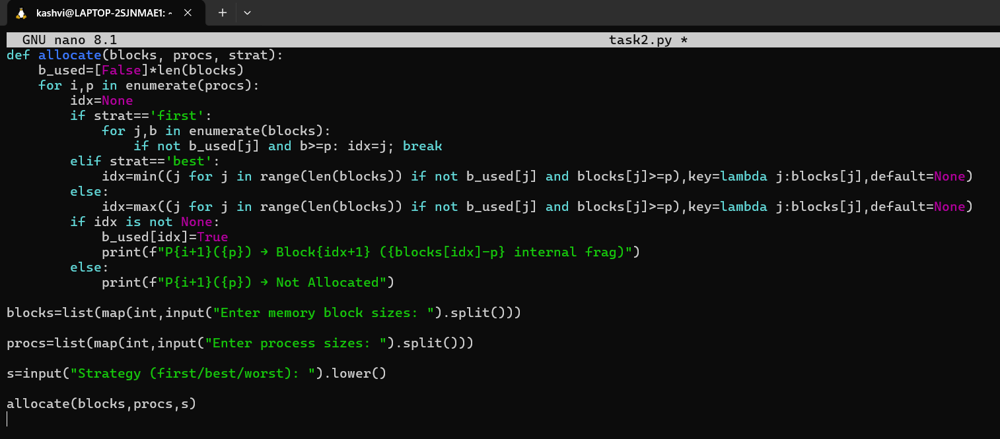 kashvi@LAPTOP-2SJNMAE1: ~
GNU nano 8.1 task2.py *
def allocate(blocks, procs, strat):
    b_used=[False]*len(blocks)
    for i,p in enumerate(procs):
        idx=None
        if strat=='first':
            for j,b in enumerate(blocks):
                if not b_used[j] and b>=p: idx=j; break
        elif strat=='best':
            idx=min((j for j in range(len(blocks)) if not b_used[j] and blocks[j]>=p),key=lambda j:blocks[j],default=None)
        else:
            idx=max((j for j in range(len(blocks)) if not b_used[j] and blocks[j]>=p),key=lambda j:blocks[j],default=None)
        if idx is not None:
            b_used[idx]=True
            print(f"P{i+1}({p}) → Block{idx+1} ({blocks[idx]-p} internal frag)")
        else:
            print(f"P{i+1}({p}) → Not Allocated")
blocks=list(map(int,input("Enter memory block sizes: ").split()))
procs=list(map(int,input("Enter process sizes: ").split()))
s=input("Strategy (first/best/worst): ").lower()
allocate(blocks,procs,s)